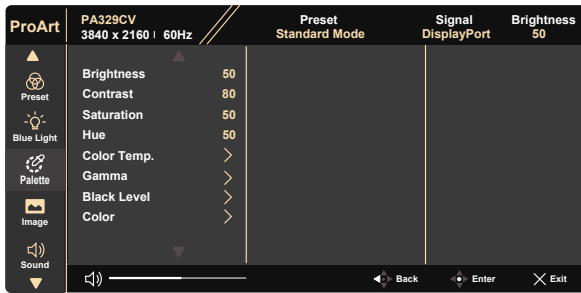 ProArt
PA329CV
3840 x 2160 60Hz
Preset
Standard Mode
Signal
DisplayPort
Brightness
50
Preset
Blue Light
Palette
Image
Sound
Brightness 50
Contrast 80
Saturation 50
Hue 50
Color Temp.
Gamma
Black Level
Color
Back
Enter
Exit